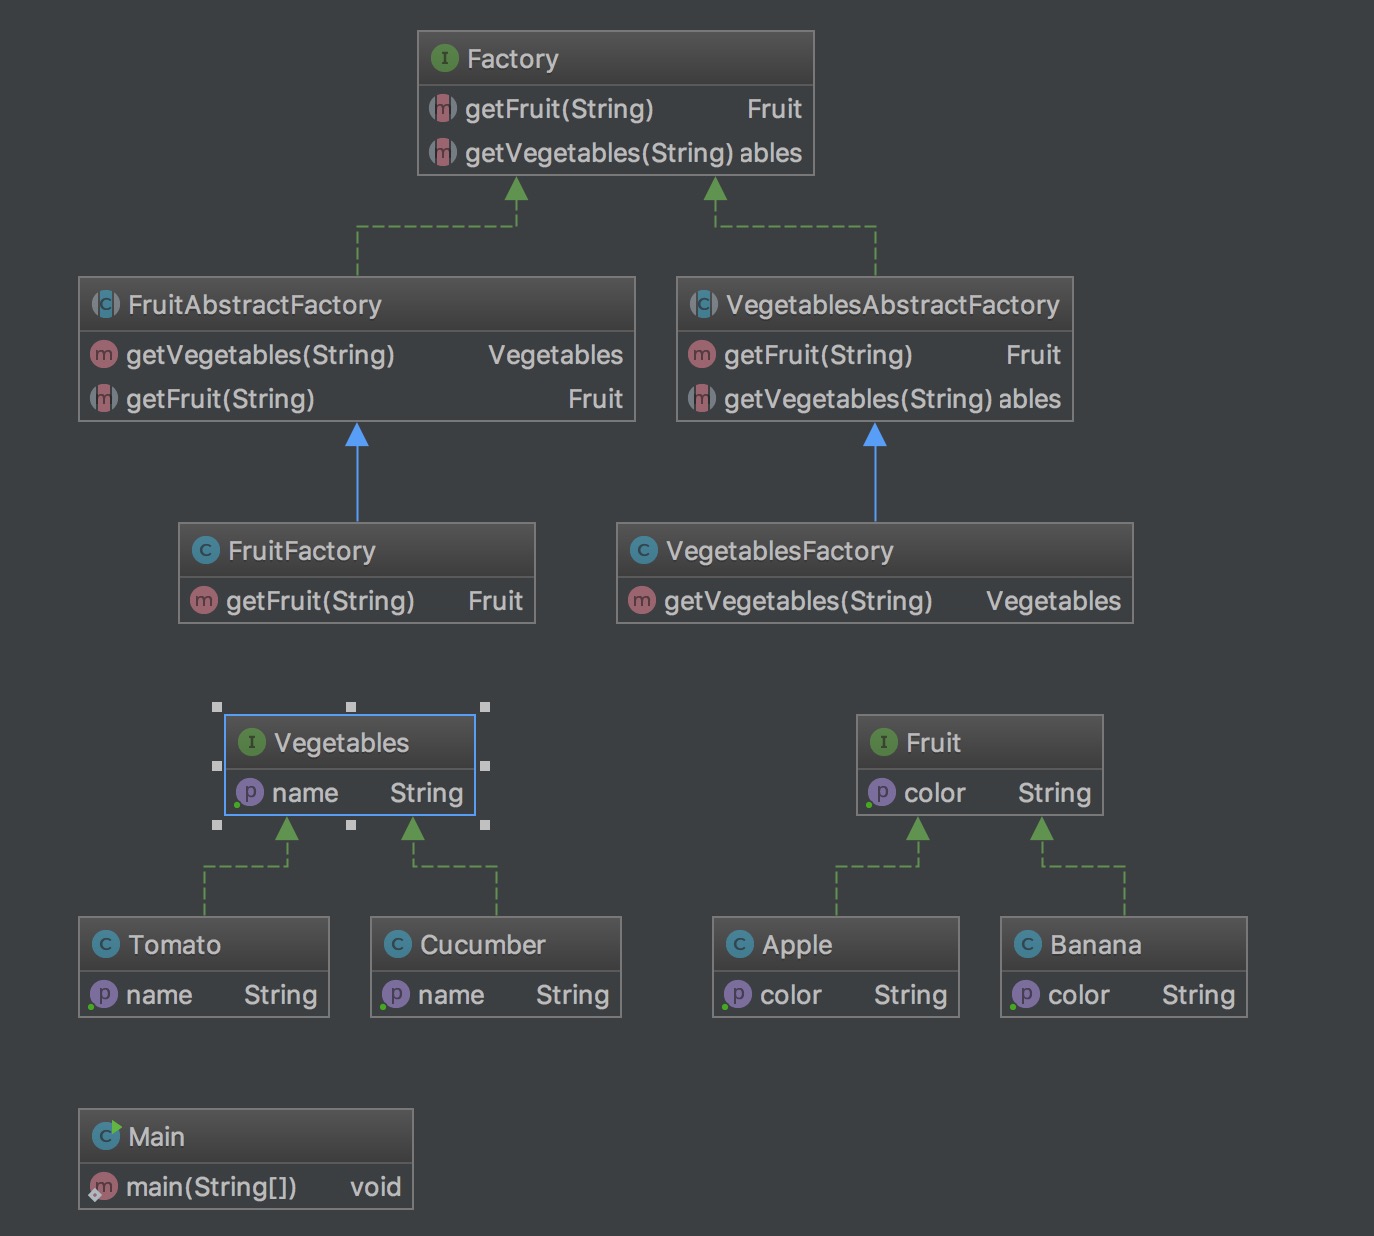 I Factory
m getFruit(String) Fruit
m getVegetables(String) ables
C FruitAbstractFactory
m getVegetables(String) Vegetables
m getFruit(String) Fruit
C VegetablesAbstractFactory
m getFruit(String) Fruit
m getVegetables(String) ables
C FruitFactory
m getFruit(String) Fruit
C VegetablesFactory
m getVegetables(String) Vegetables
I Vegetables
p name String
I Fruit
p color String
C Tomato
p name String
C Cucumber
p name String
C Apple
p color String
C Banana
p color String
C Main
m main(String[]) void